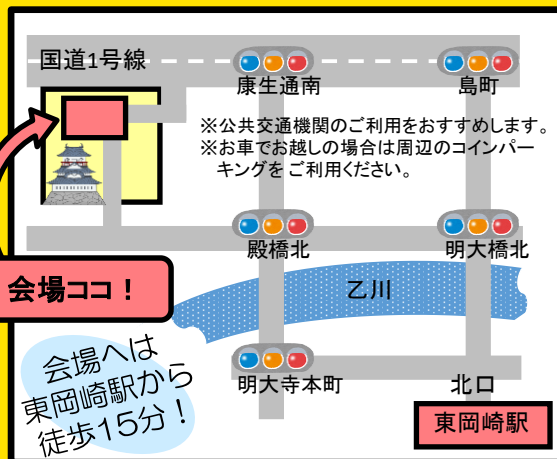 国道1号線
康生通南
島町
※公共交通機関のご利用をおすすめします。
※お車でお越しの場合は周辺のコインパー
キングをご利用ください。
殿橋北
明大橋北
会場ココ！
乙川
会場へは
東岡崎駅から
徒歩15分！
明大寺本町
北口
東岡崎駅